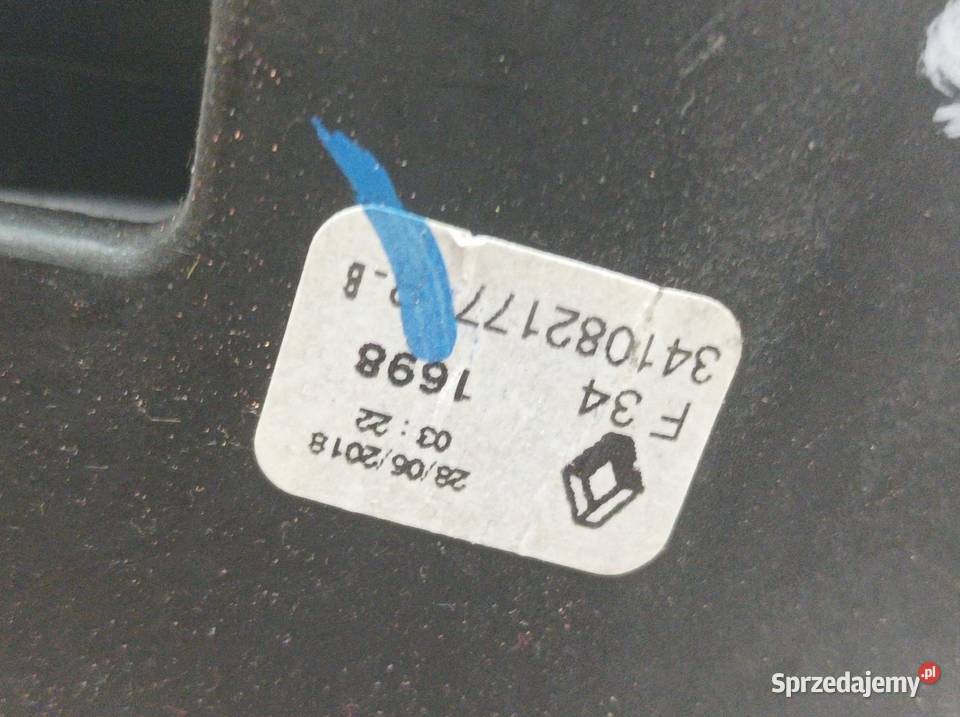 28/06/2018
03 : 22
1698
F 34
341082177
Sprzedajemy.pl